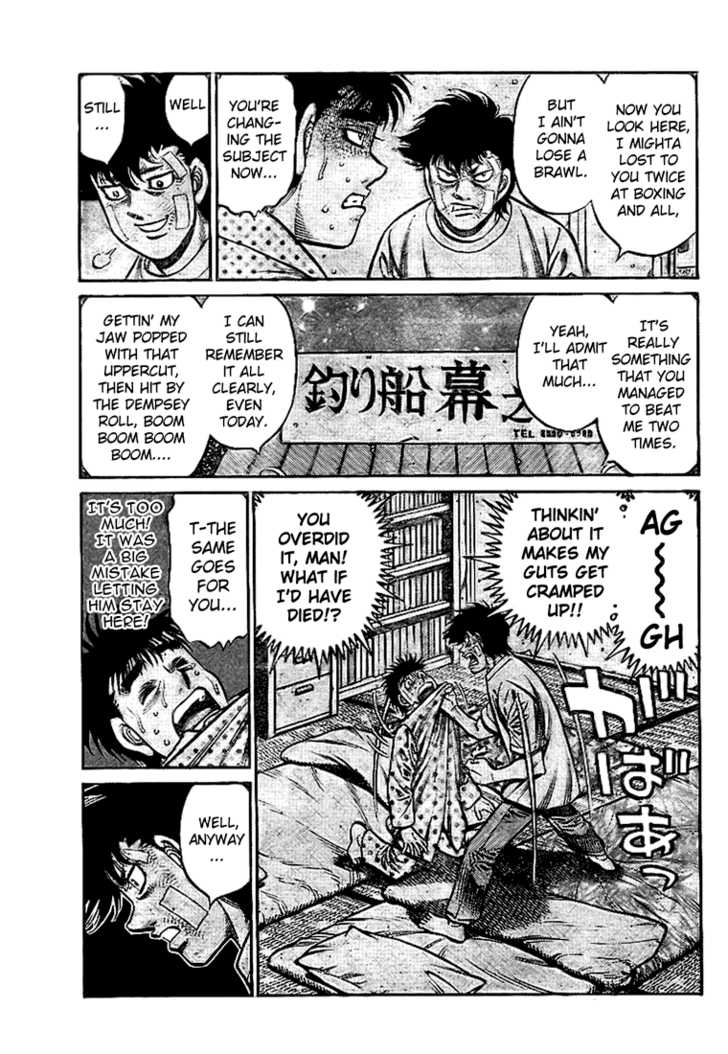 NOW YOU
LOOK HERE,
I MIGHTA
LOST TO
YOU TWICE
AT BOXING
AND ALL,
BUT
I AIN'T
GONNA
LOSE A
BRAWL.
YOU'RE
CHANG-
ING THE
SUBJECT
NOW...
WELL
STILL
...
IT'S
REALLY
SOMETHING
THAT YOU
MANAGED
TO BEAT
ME TWO
TIMES.
YEAH,
I'LL ADMIT
THAT
MUCH...
釣り船 幕之
TEL
I CAN
STILL
REMEMBER
IT ALL
CLEARLY,
EVEN
TODAY.
GETTIN' MY
JAW POPPED
WITH THAT
UPPERCUT,
THEN HIT BY
THE DEMPSEY
ROLL, BOOM
BOOM BOOM
BOOM....
AG
GH
THINKIN'
ABOUT IT
MAKES MY
GUTS GET
CRAMPED
UP!!
YOU
OVERDID
IT, MAN!
WHAT IF
I'D HAVE
DIED!?
がばあっ
T-THE
SAME
GOES
FOR
YOU...
IT'S TOO
MUCH!
IT WAS
A BIG
MISTAKE
LETTING
HIM STAY
HERE!
WELL,
ANYWAY
...